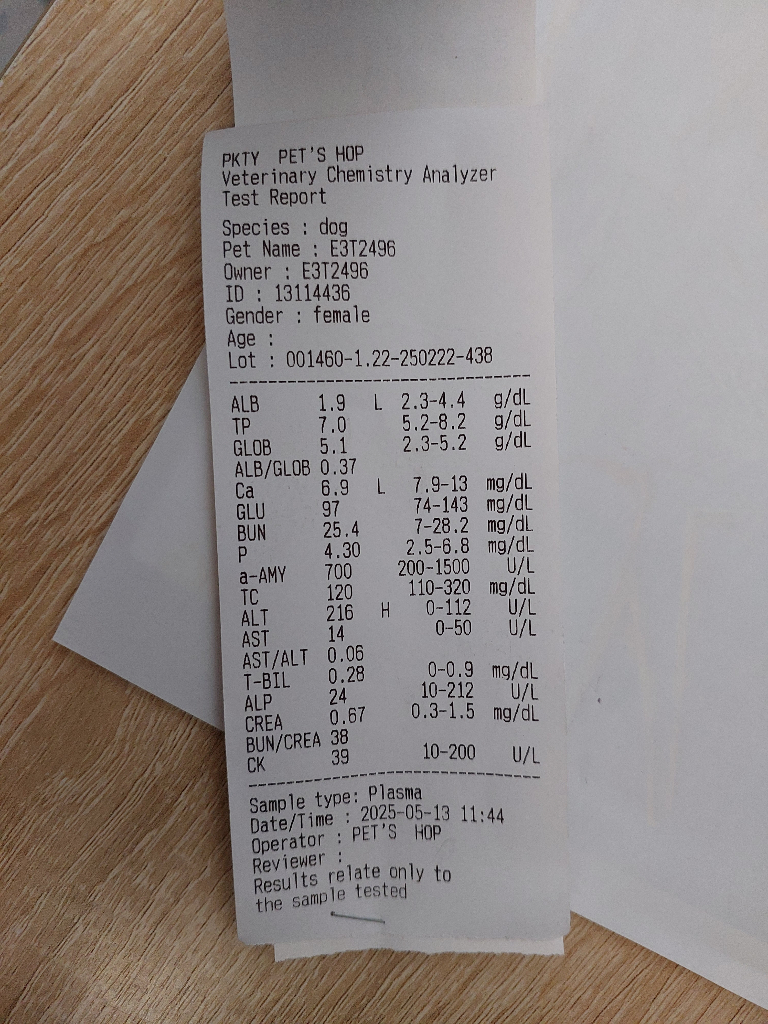 PKTY PET'S HOP
Veterinary Chemistry Analyzer
Test Report
Species : dog
Pet Name : E3T2496
Owner : E3T2496
ID : 13114436
Gender : female
Age :
Lot : 001460-1.22-250222-438
ALB 1.9 L 2.3-4.4 g/dL
TP 7.0 5.2-8.2 g/dL
GLOB 5.1 2.3-5.2 g/dL
ALB/GLOB 0.37
Ca 6.9 L 7.9-13 mg/dL
GLU 97 74-143 mg/dL
BUN 25.4 7-28.2 mg/dL
P 4.30 2.5-6.8 mg/dL
a-AMY 700 200-1500 U/L
TC 120 110-320 mg/dL
ALT 216 H 0-112 U/L
AST 14 0-50 U/L
AST/ALT 0.06
T-BIL 0.28 0-0.9 mg/dL
ALP 24 10-212 U/L
CREA 0.67 0.3-1.5 mg/dL
BUN/CREA 38
CK 39 10-200 U/L
Sample type: Plasma
Date/Time : 2025-05-13 11:44
Operator : PET'S HOP
Reviewer :
Results relate only to
the sample tested